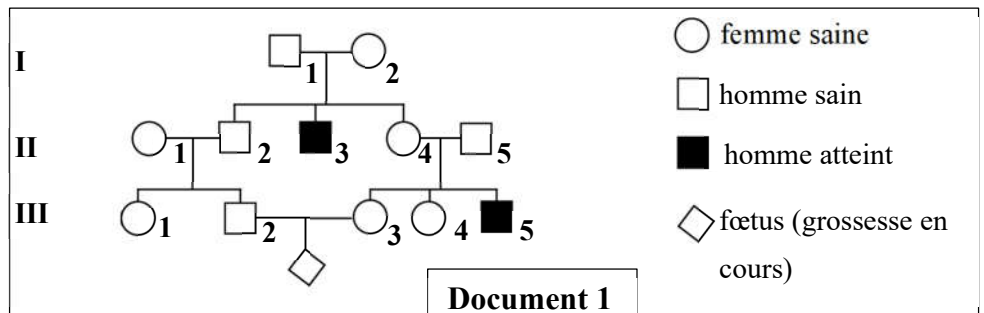 I
1
2
femme saine
homme sain
II
1
2
3
4
5
homme atteint
III
1
2
3
4
5
fœtus (grossesse en
cours)
Document 1